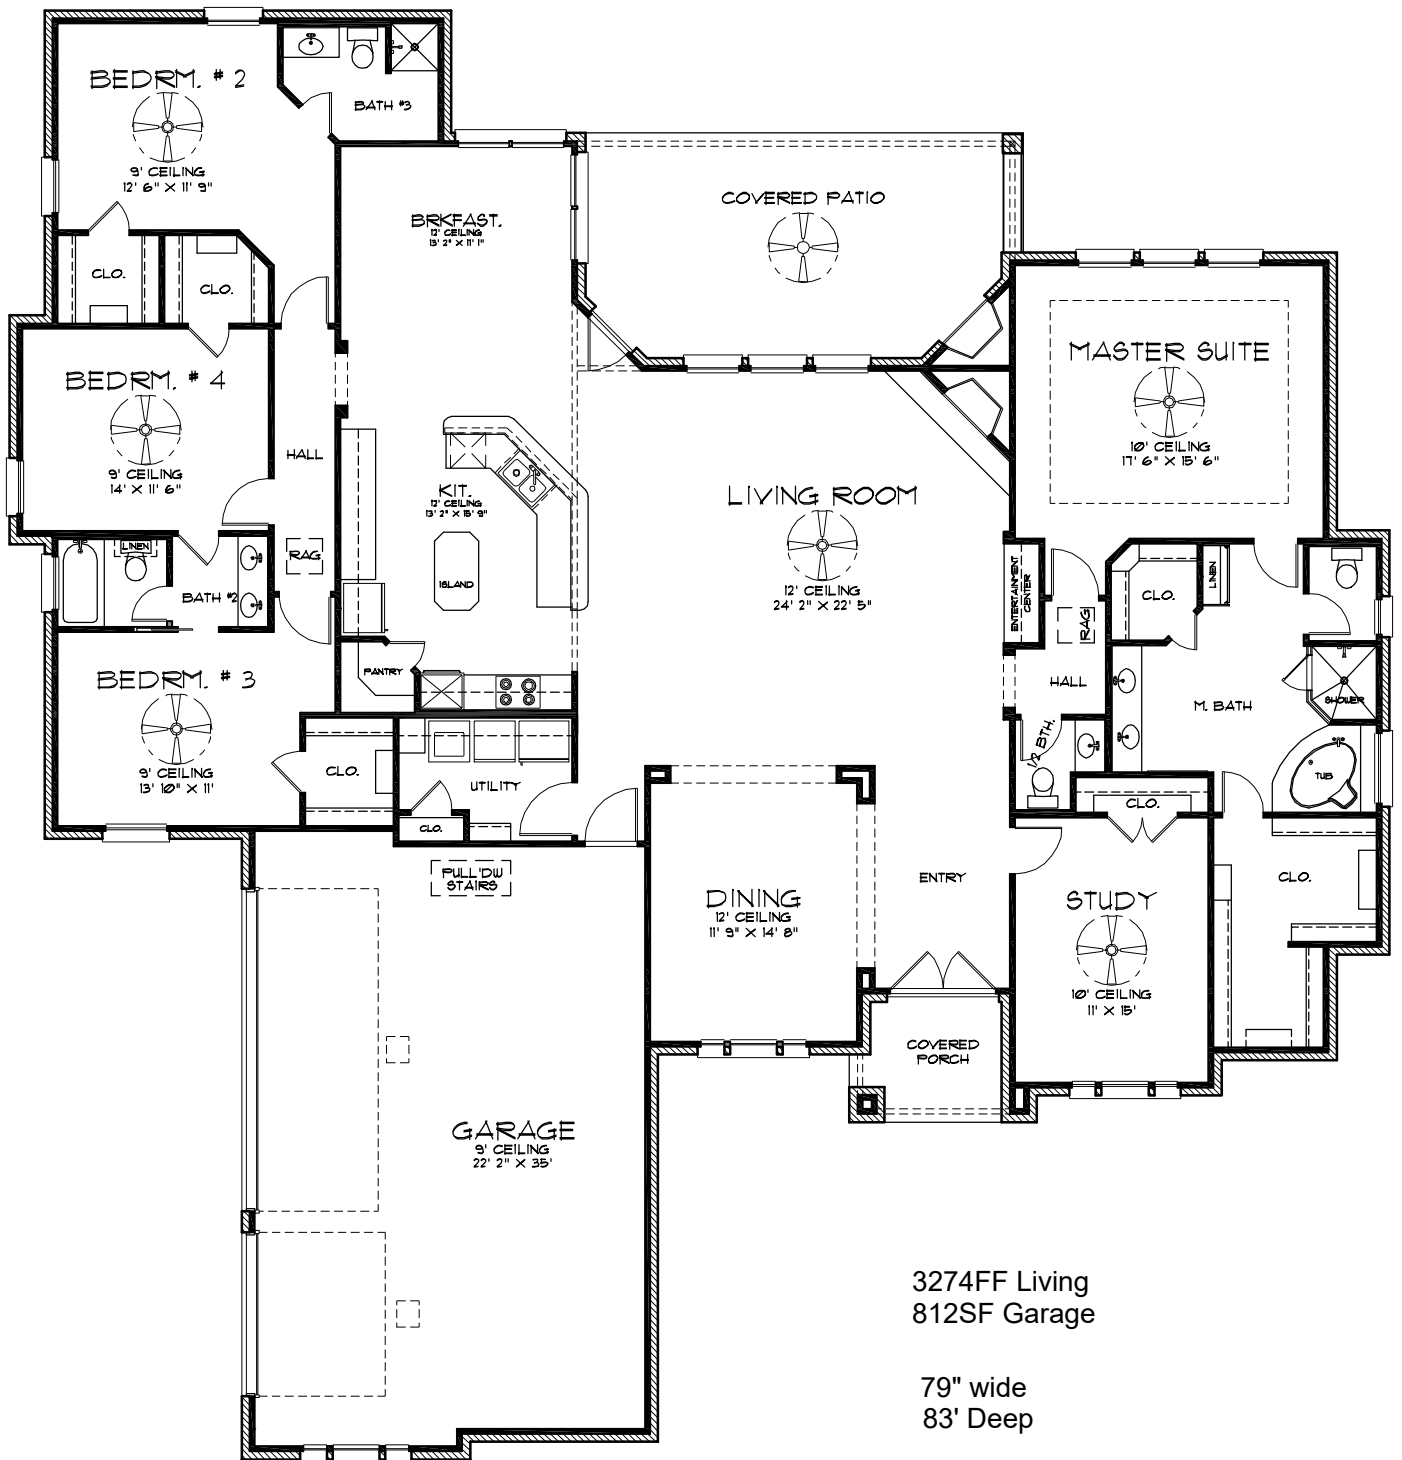 BEDRM. # 2
9' CEILING
12' 6" X 11' 9"
BATH #3
BRKFAST.
12' CEILING
13' 2" X 11' 1"
COVERED PATIO
CLO.
CLO.
BEDRM. # 4
9' CEILING
14' X 11' 6"
HALL
MASTER SUITE
10' CEILING
17' 6" X 15' 6"
KIT.
12' CEILING
13' 2" X 15' 9"
LIVING ROOM
12' CEILING
24' 2" X 22' 5"
LINEN
RAG
ISLAND
BATH #2
ENTERTAINMENT
CENTER
RAG
CLO.
LINEN
BEDRM. # 3
9' CEILING
13' 10" X 11'
PANTRY
HALL
M. BATH
SHOWER
CLO.
UTILITY
1/2 BTH.
TUB
CLO.
CLO.
PULL'DW
STAIRS
DINING
12' CEILING
11' 9" X 14' 8"
ENTRY
STUDY
10' CEILING
11' X 15'
CLO.
COVERED
PORCH
GARAGE
9' CEILING
22' 2" X 35'
3274FF Living
812SF Garage
79" wide
83' Deep